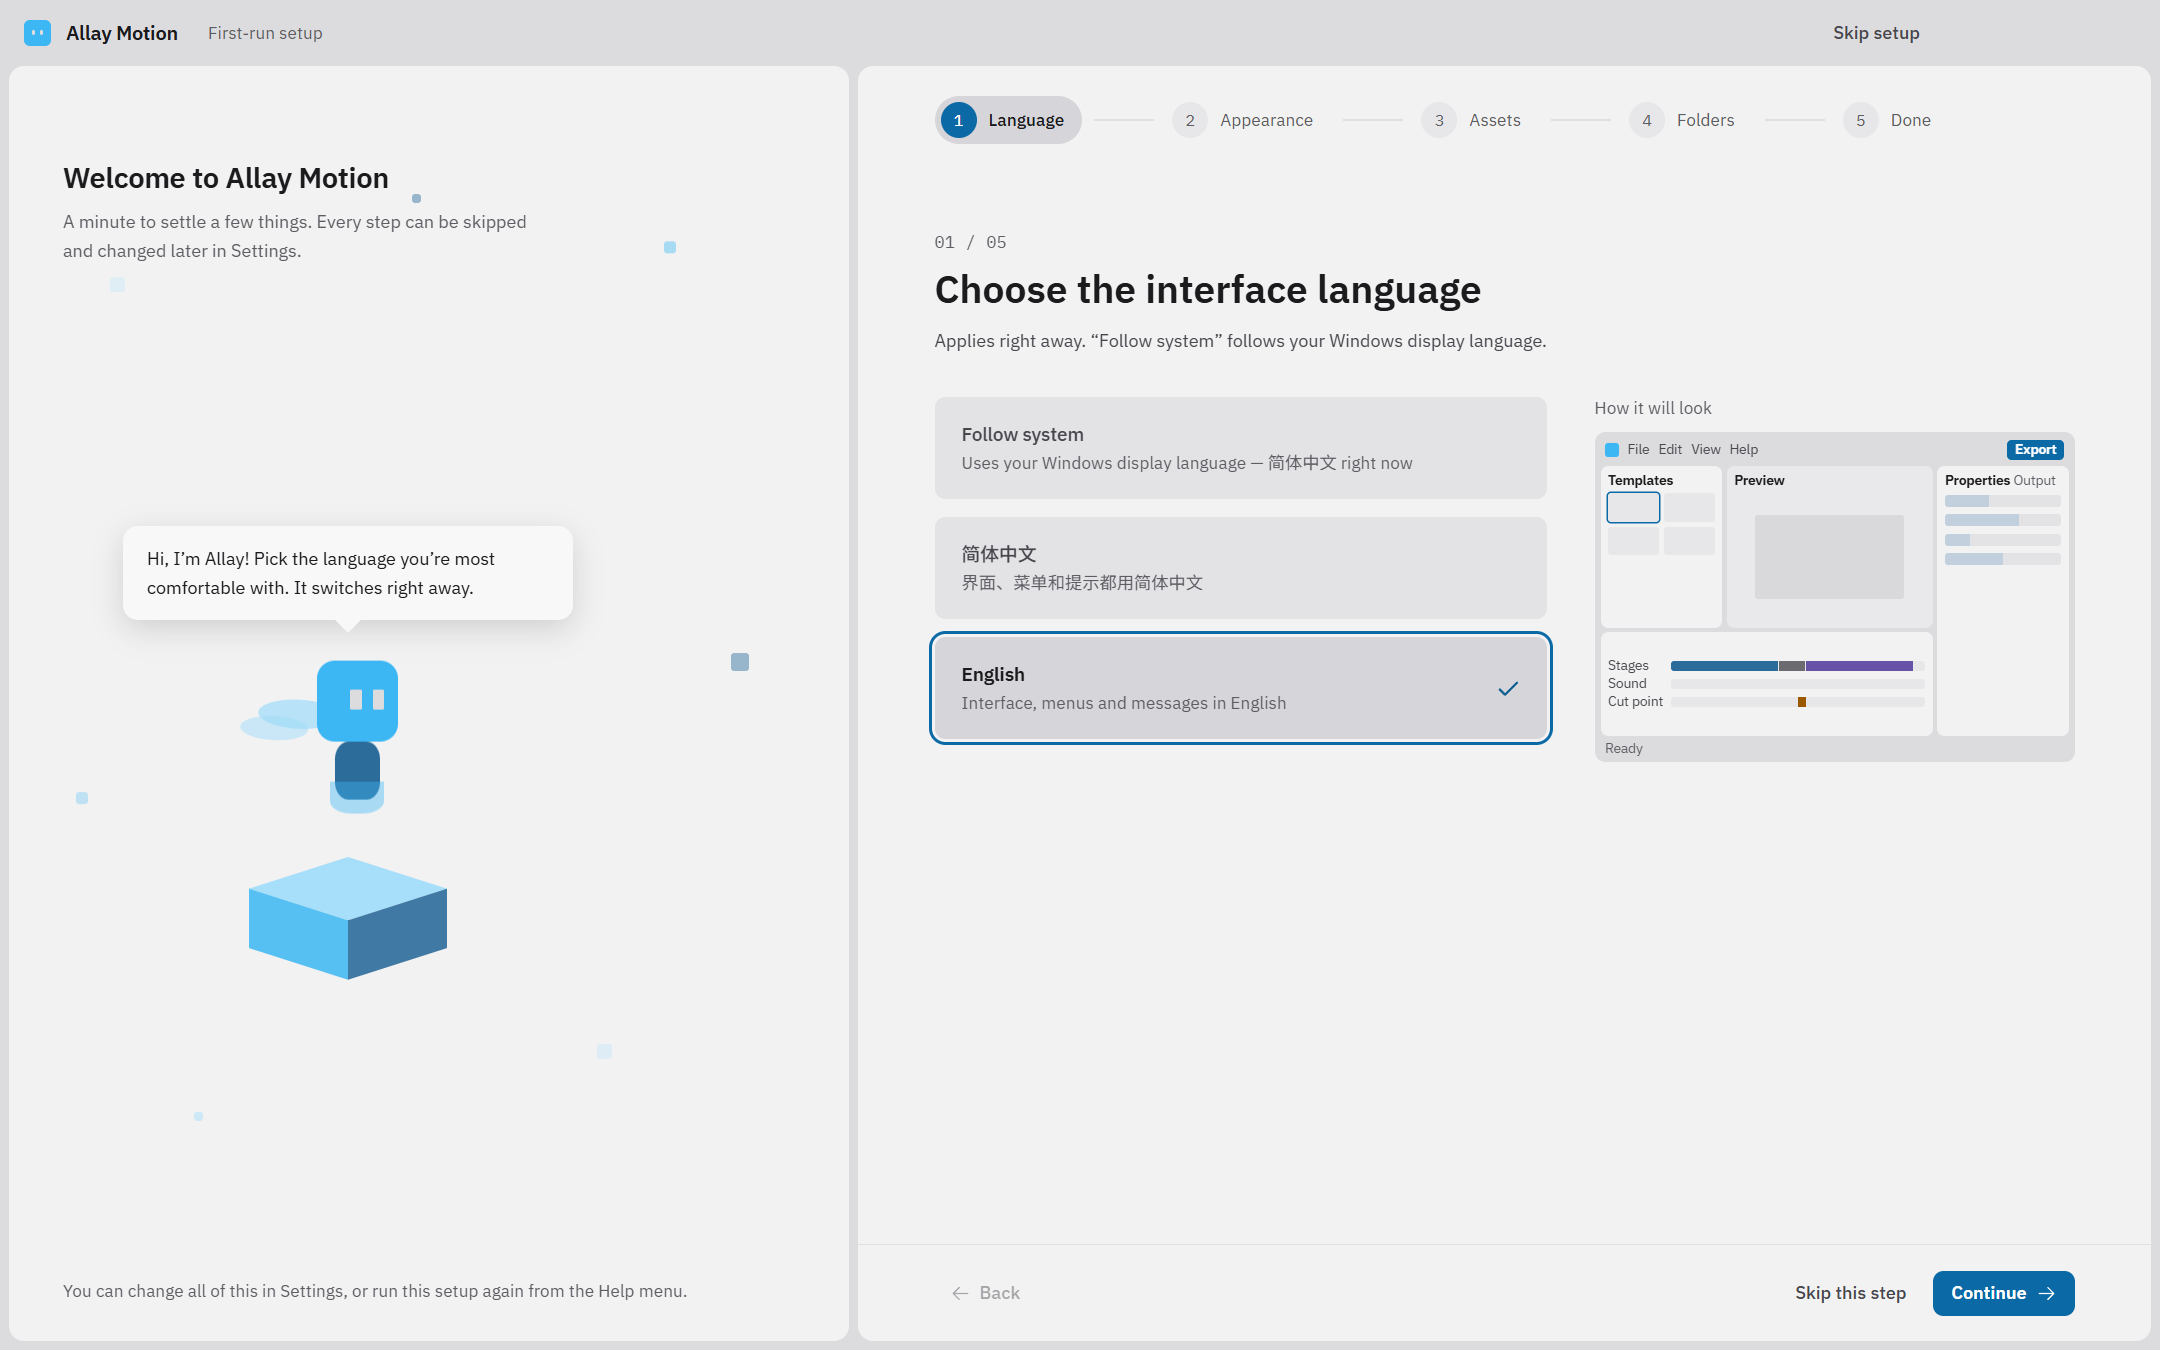 Allay Motion
First-run setup
Skip setup
Welcome to Allay Motion
A minute to settle a few things. Every step can be skipped
and changed later in Settings.
Hi, I’m Allay! Pick the language you’re most
comfortable with. It switches right away.
You can change all of this in Settings, or run this setup again from the Help menu.
1 Language
2 Appearance
3 Assets
4 Folders
5 Done
01 / 05
Choose the interface language
Applies right away. “Follow system” follows your Windows display language.
Follow system
Uses your Windows display language — 简体中文 right now
简体中文
界面、菜单和提示都用简体中文
English
Interface, menus and messages in English
How it will look
File Edit View Help
Export
Templates
Preview
Properties Output
Stages
Sound
Cut point
Ready
Back
Skip this step
Continue